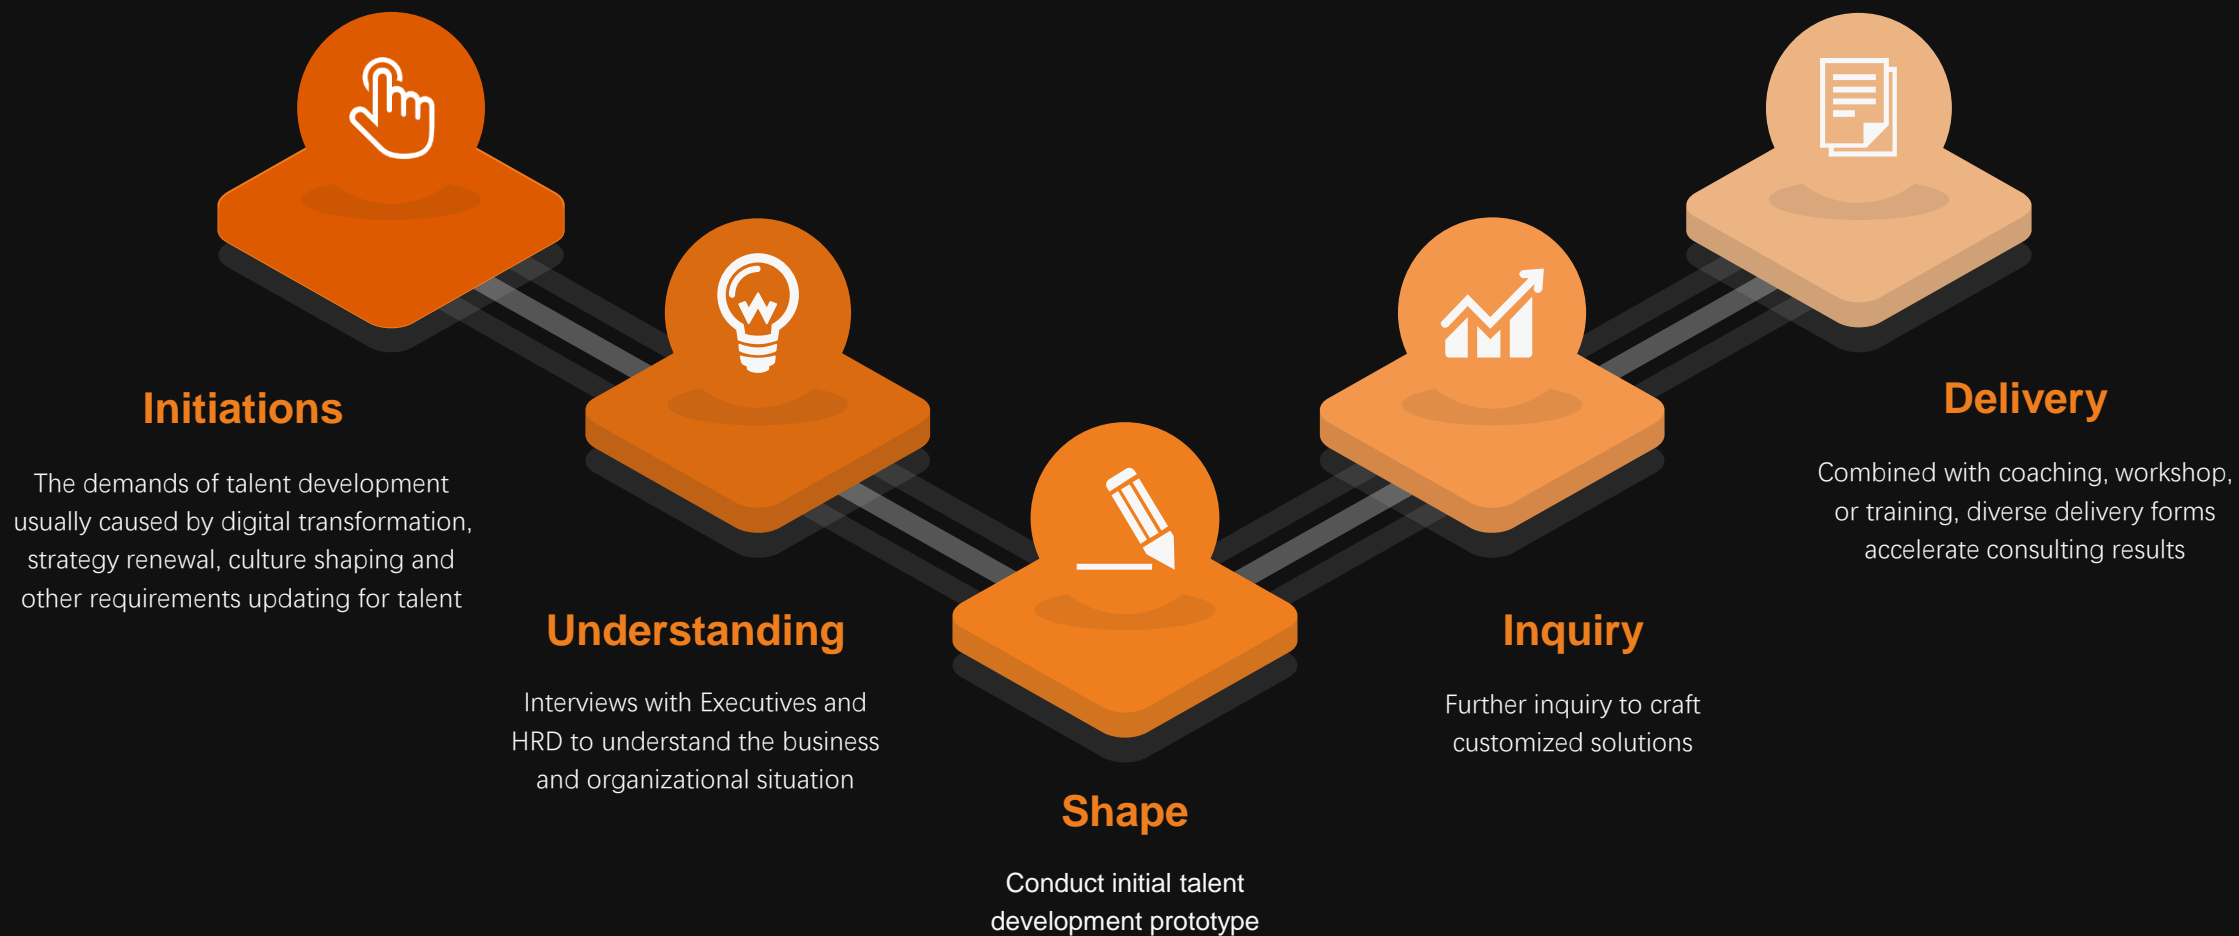 Initiations
The demands of talent development
usually caused by digital transformation,
strategy renewal, culture shaping and
other requirements updating for talent
Understanding
Interviews with Executives and
HRD to understand the business
and organizational situation
Shape
Conduct initial talent
development prototype
Inquiry
Further inquiry to craft
customized solutions
Delivery
Combined with coaching, workshop,
or training, diverse delivery forms
accelerate consulting results